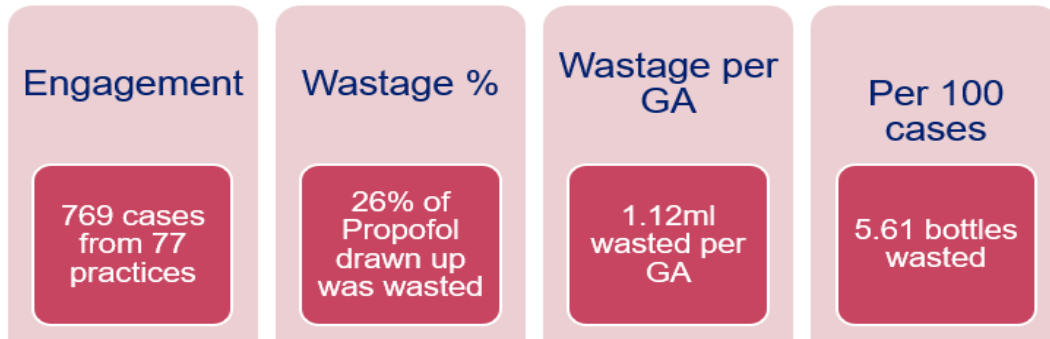 Engagement
769 cases
from 77
practices
Wastage %
26% of
Propofol
drawn up
was wasted
Wastage per
GA
1.12ml
wasted per
GA
Per 100
cases
5.61 bottles
wasted